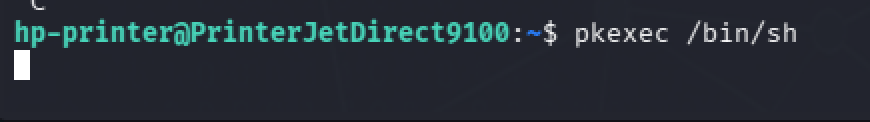 C
hp-printer@PrinterJetDirect9100:~$ pkexec /bin/sh